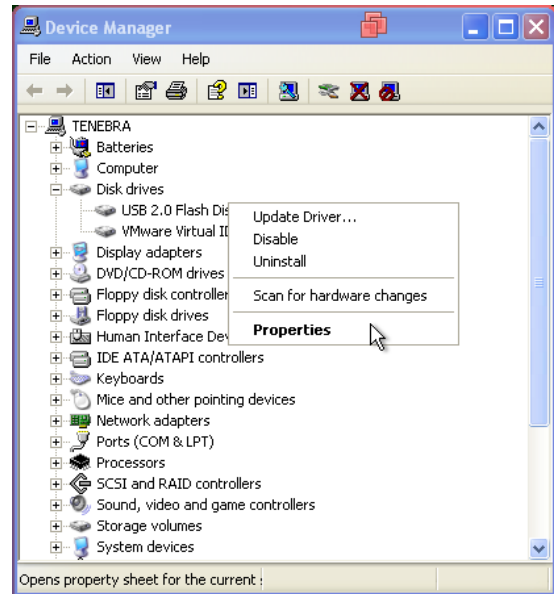 Device Manager
File Action View Help
TENEBRA
Batteries
Computer
Disk drives
USB 2.0 Flash Dis
VMware Virtual ID
Update Driver...
Disable
Uninstall
Scan for hardware changes
Properties
Display adapters
DVD/CD-ROM drives
Floppy disk controller
Floppy disk drives
Human Interface Dev
IDE ATA/ATAPI controllers
Keyboards
Mice and other pointing devices
Network adapters
Ports (COM & LPT)
Processors
SCSI and RAID controllers
Sound, video and game controllers
Storage volumes
System devices
Opens property sheet for the current